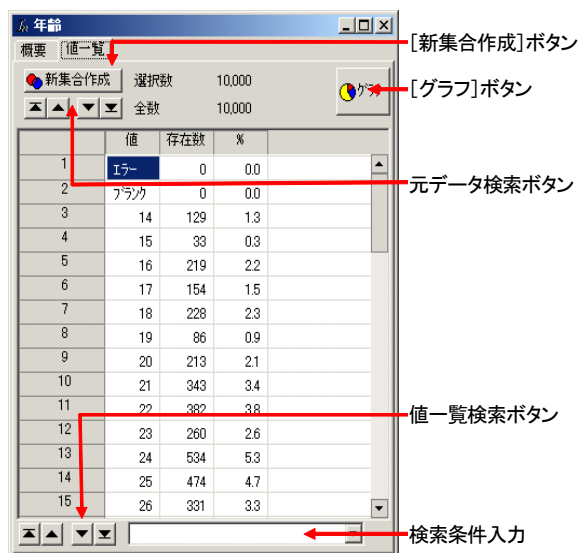 年齢
概要 値一覧
[新集合作成]ボタン
新集合作成 選択数 10,000
グラフ
[グラフ]ボタン
全数 10,000
値 存在数 %
1 エラー 0 0.0
元データ検索ボタン
2 ブランク 0 0.0
3 14 129 1.3
4 15 33 0.3
5 16 219 2.2
6 17 154 1.5
7 18 228 2.3
8 19 86 0.9
9 20 213 2.1
10 21 343 3.4
11 22 382 3.8
値一覧検索ボタン
12 23 260 2.6
13 24 534 5.3
14 25 474 4.7
15 26 331 3.3
検索条件入力